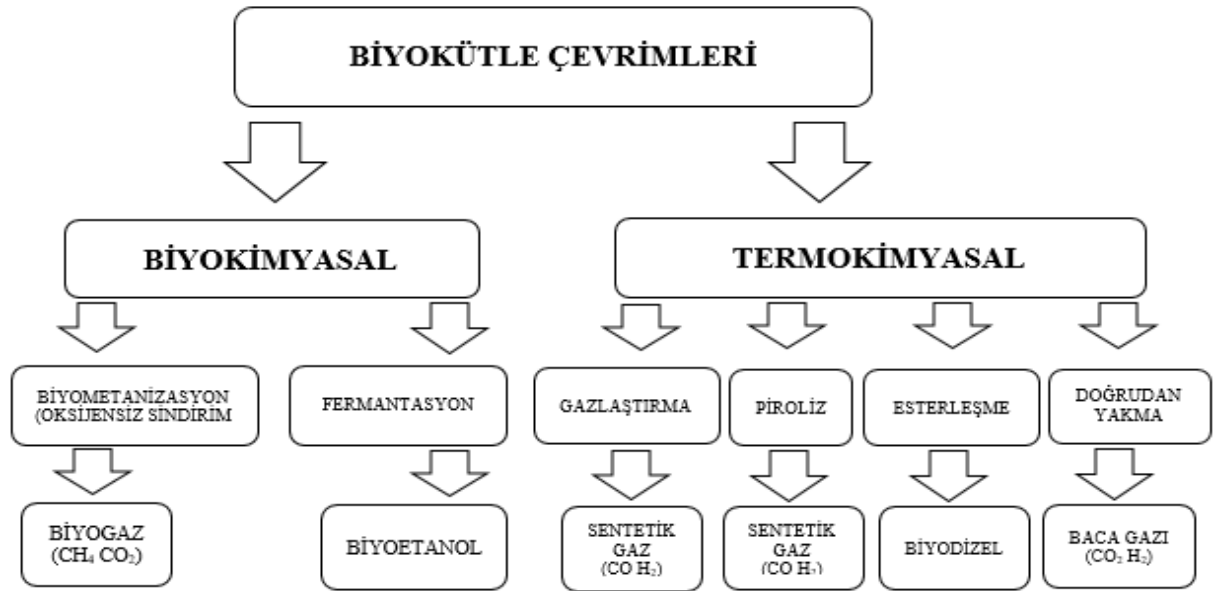 BİYOKÜTLE ÇEVRİMLERİ
BİYOKİMYASAL
TERMOKİMYASAL
BİYOMETANİZASYON
(OKSİJENSİZ SİNDİRİM
FERMANTASYON
GAZLAŞTIRMA
PİROLİZ
ESTERLEŞME
DOĞRUDAN
YAKMA
BİYOGAZ
(CH₄ CO₂)
BİYOETANOL
SENTETİK
GAZ
(CO H₂)
SENTETİK
GAZ
(CO H₂)
BİYODİZEL
BACA GAZI
(CO₂ H₂)